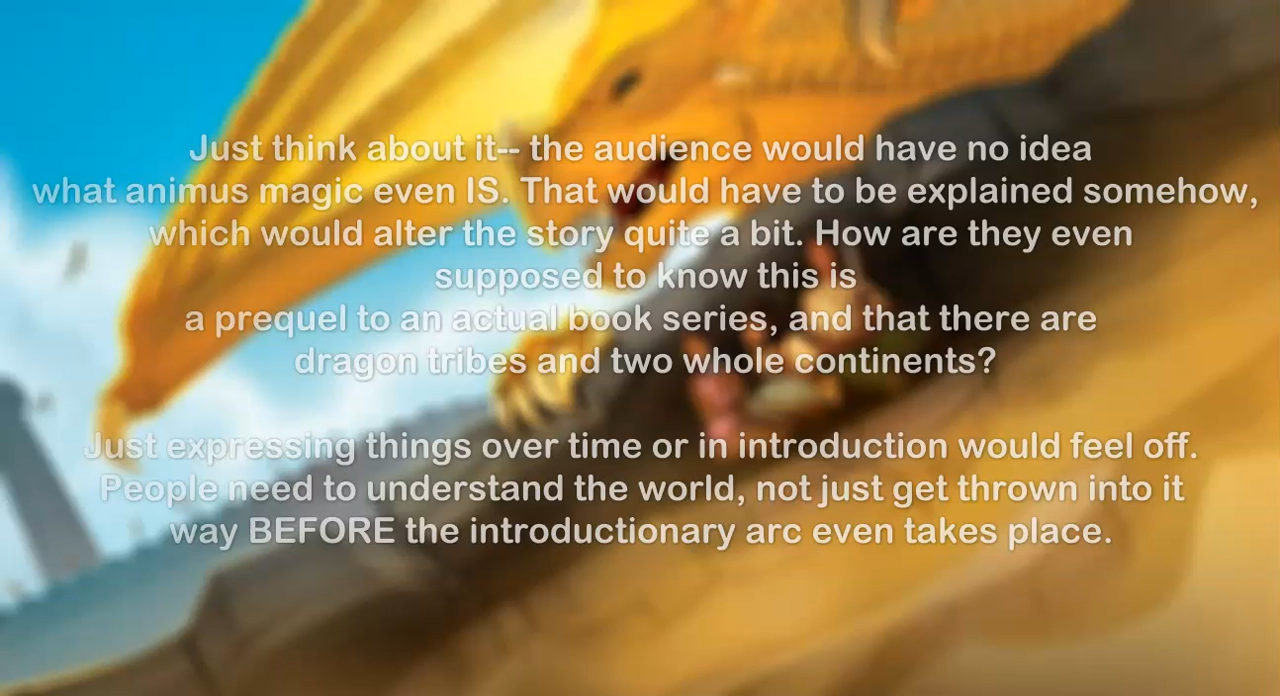 Just think about it-- the audience would have no idea
what animus magic even IS. That would have to be explained somehow,
which would alter the story quite a bit. How are they even
supposed to know this is
a prequel to an actual book series, and that there are
dragon tribes and two whole continents?
Just expressing things over time or in introduction would feel off.
People need to understand the world, not just get thrown into it
way BEFORE the introductionary arc even takes place.